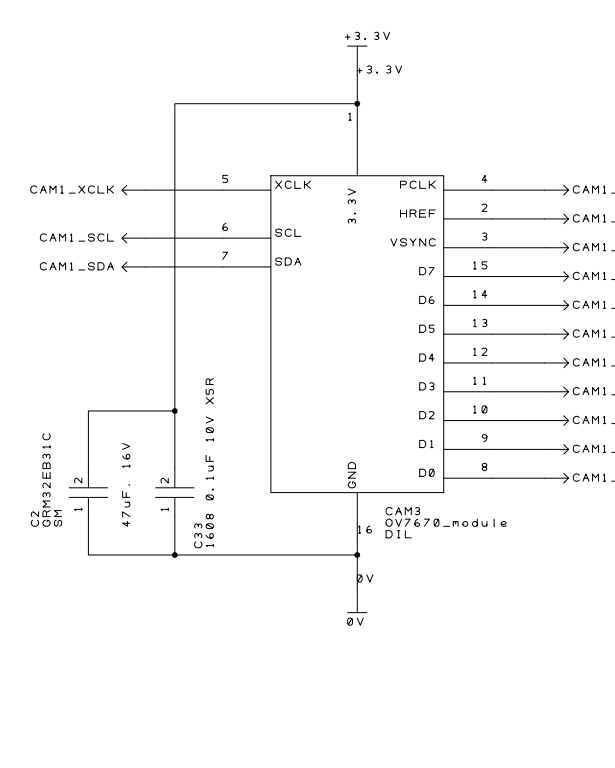 +3.3V
+3.3V
1
CAM1_XCLK
5
XCLK
3.3V
PCLK
4
CAM1_
HREF
2
CAM1_
CAM1_SCL
6
SCL
VSYNC
3
CAM1_
CAM1_SDA
7
SDA
D7
15
CAM1_
D6
14
CAM1_
D5
13
CAM1_
D4
12
CAM1_
D3
11
CAM1_
D2
10
CAM1_
D1
9
CAM1_
D0
8
CAM1_
GND
C2
GRM32EB31C
SM
1
2
47uF, 16V
1
2
C33
1608 0.1uF 10V X5R
16
CAM3
OV7670_module
DIL
0V
0V